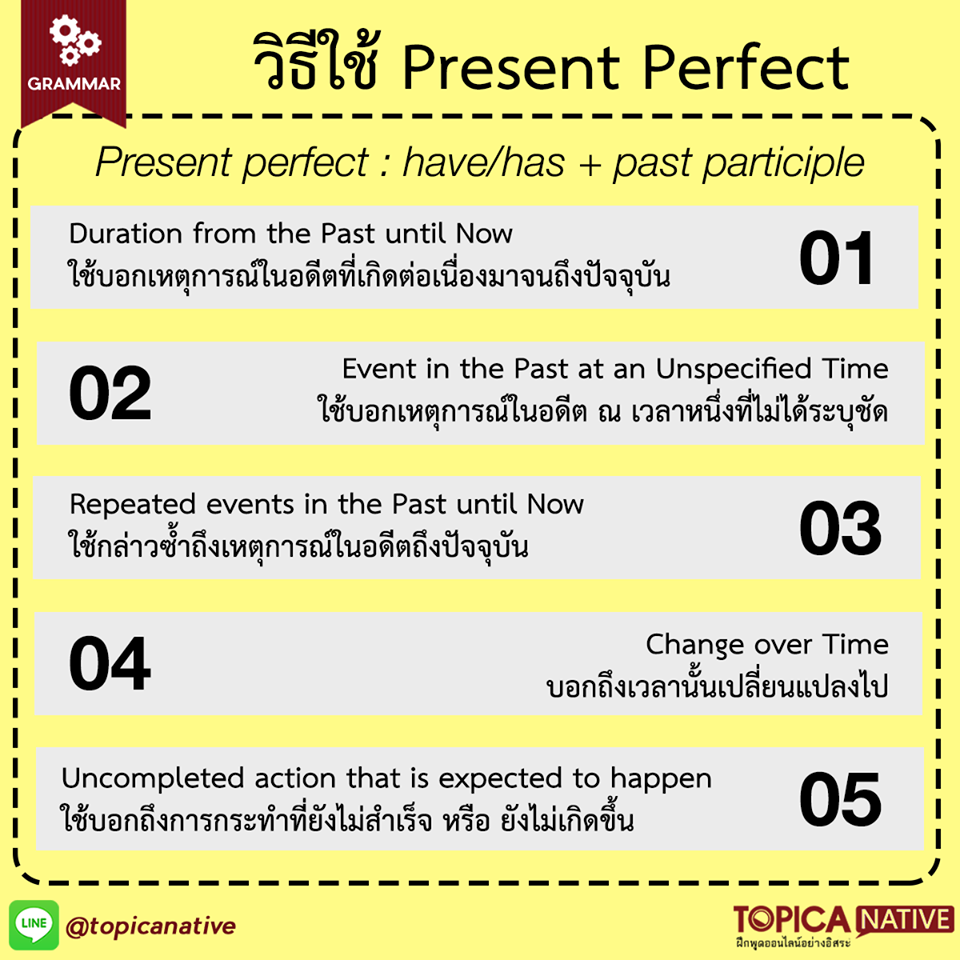 GRAMMAR
วิธีใช้ Present Perfect
Present perfect : have/has + past participle
Duration from the Past until Now
ใช้บอกเหตุการณ์ในอดีตที่เกิดต่อเนื่องมาจนถึงปัจจุบัน
01
02
Event in the Past at an Unspecified Time
ใช้บอกเหตุการณ์ในอดีต ณ เวลาหนึ่งที่ไม่ได้ระบุชัด
Repeated events in the Past until Now
ใช้กล่าวซ้ำถึงเหตุการณ์ในอดีตถึงปัจจุบัน
03
04
Change over Time
บอกถึงเวลานั้นเปลี่ยนแปลงไป
Uncompleted action that is expected to happen
ใช้บอกถึงการกระทำที่ยังไม่สำเร็จ หรือ ยังไม่เกิดขึ้น
05
LINE @topicanative
TOPICA NATIVE
ฝึกพูดออนไลน์อย่างอิสระ